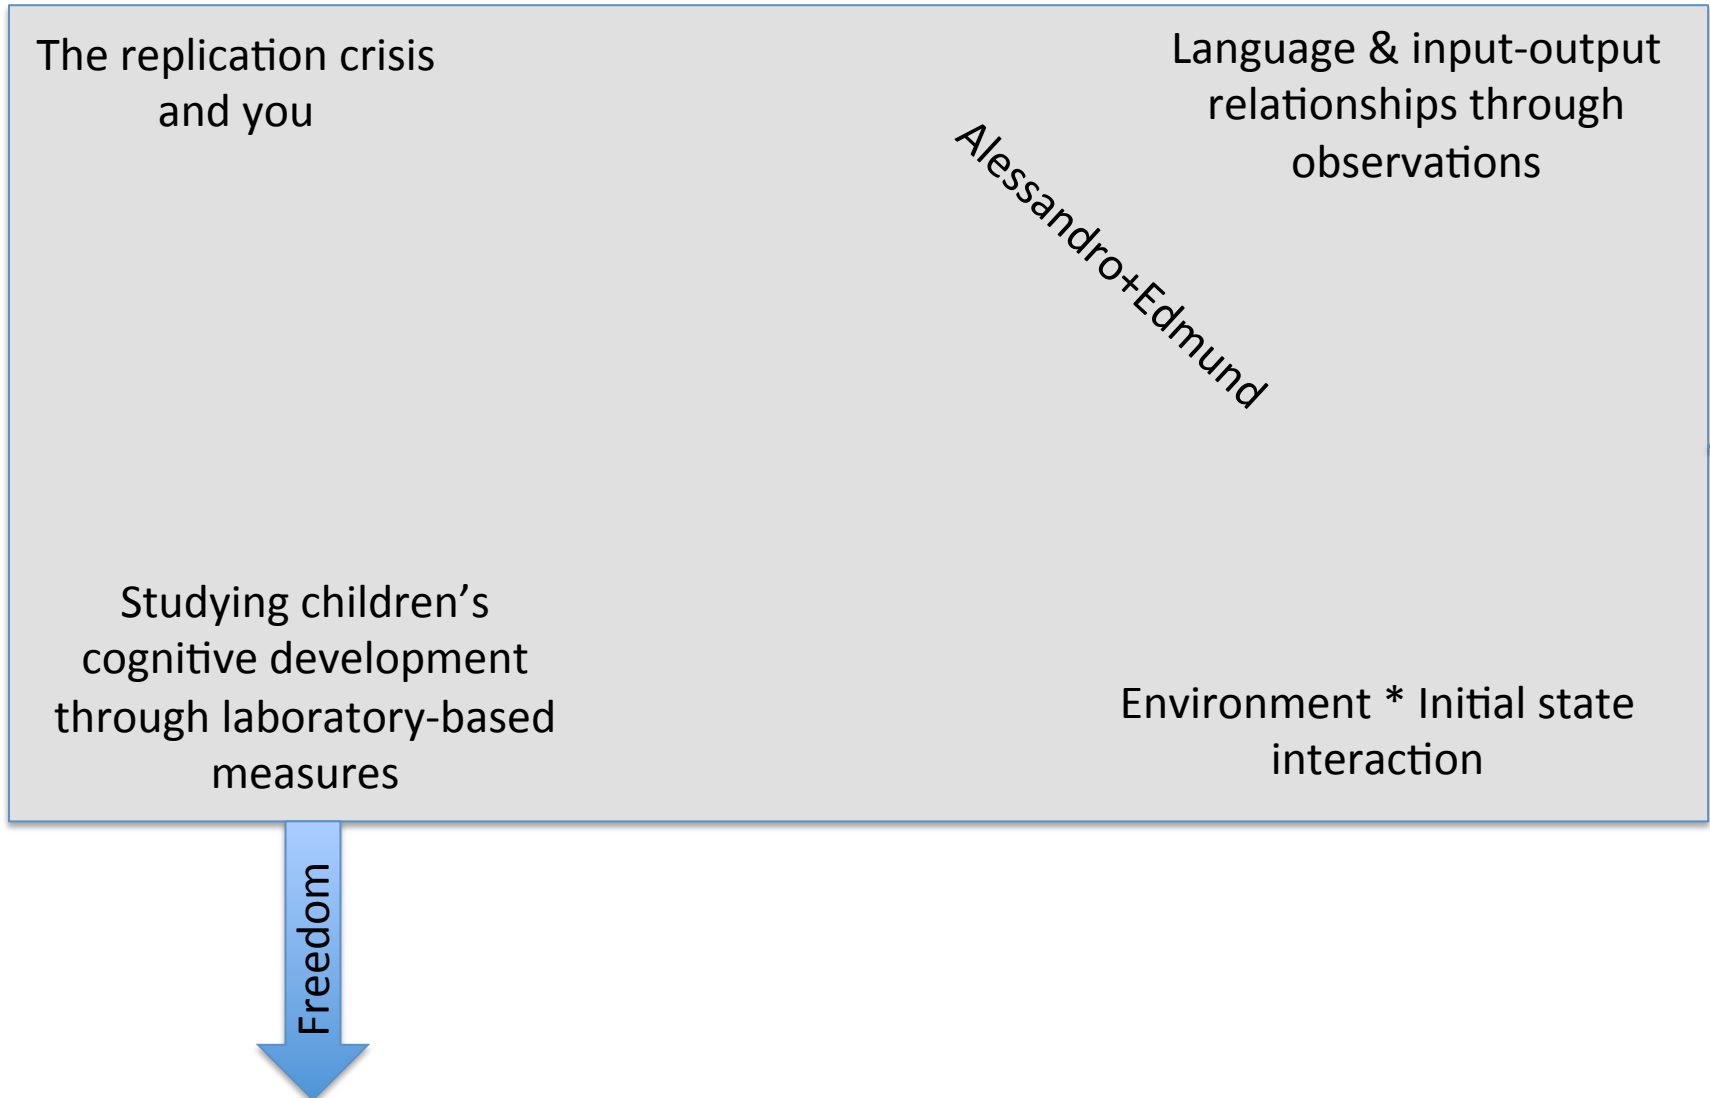 The replication crisis
and you
Language & input-output
relationships through
observations
Alessandro+Edmund
Studying children’s
cognitive development
through laboratory-based
measures
Environment * Initial state
interaction
Freedom